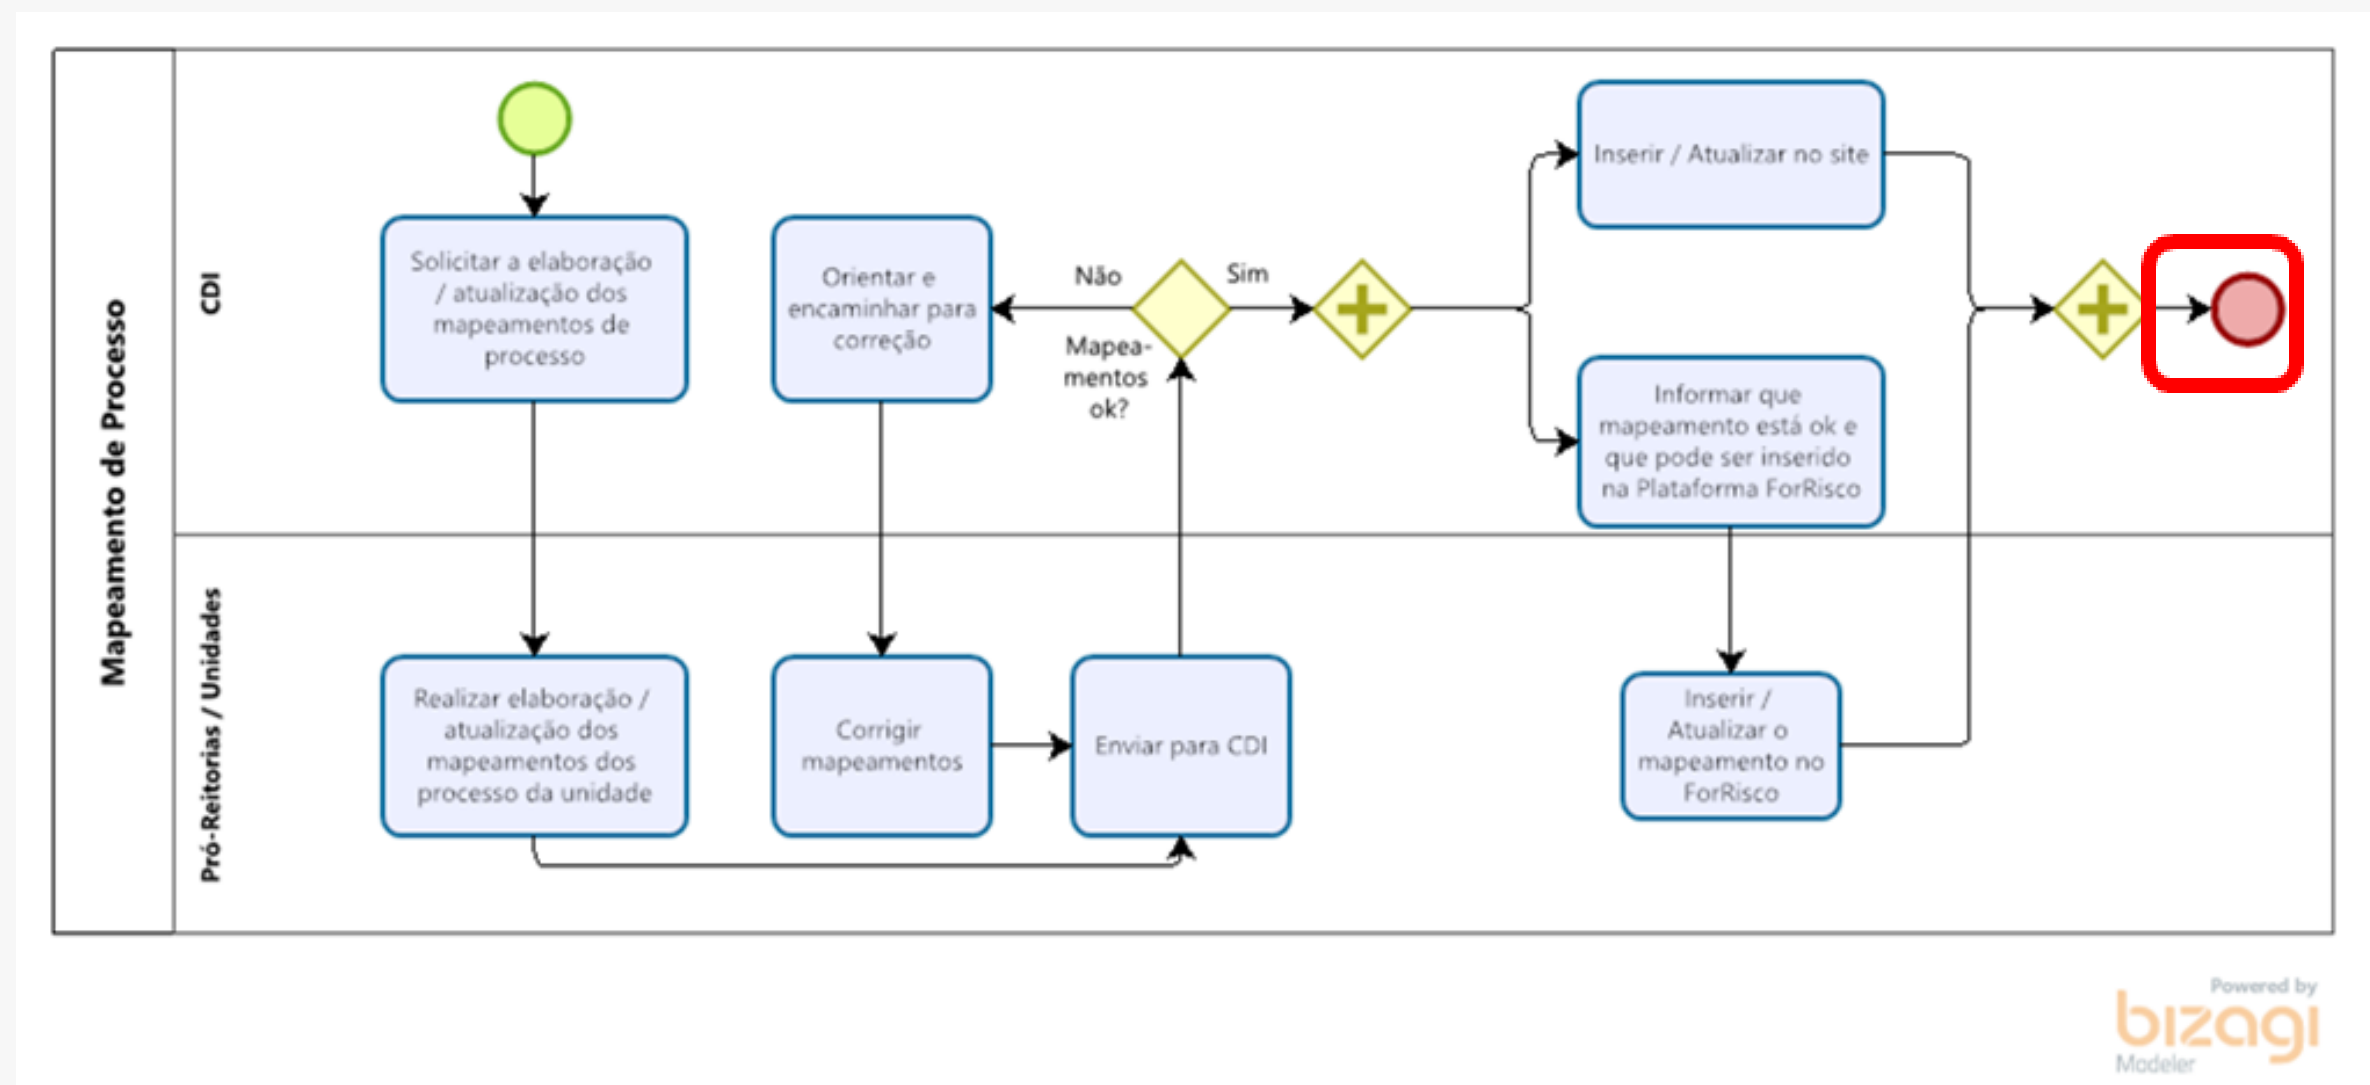 Mapeamento de Processo
CDI
Solicitar a elaboração
/ atualização dos
mapeamentos de
processo
Orientar e
encaminhar para
correção
Não
Sim
Mapea-
mentos
ok?
Inserir / Atualizar no site
Informar que
mapeamento está ok e
que pode ser inserido
na Plataforma ForRisco
Pró-Reitorias / Unidades
Realizar elaboração /
atualização dos
mapeamentos dos
processo da unidade
Corrigir
mapeamentos
Enviar para CDI
Inserir /
Atualizar o
mapeamento no
ForRisco
Powered by
bizagi
Modeler